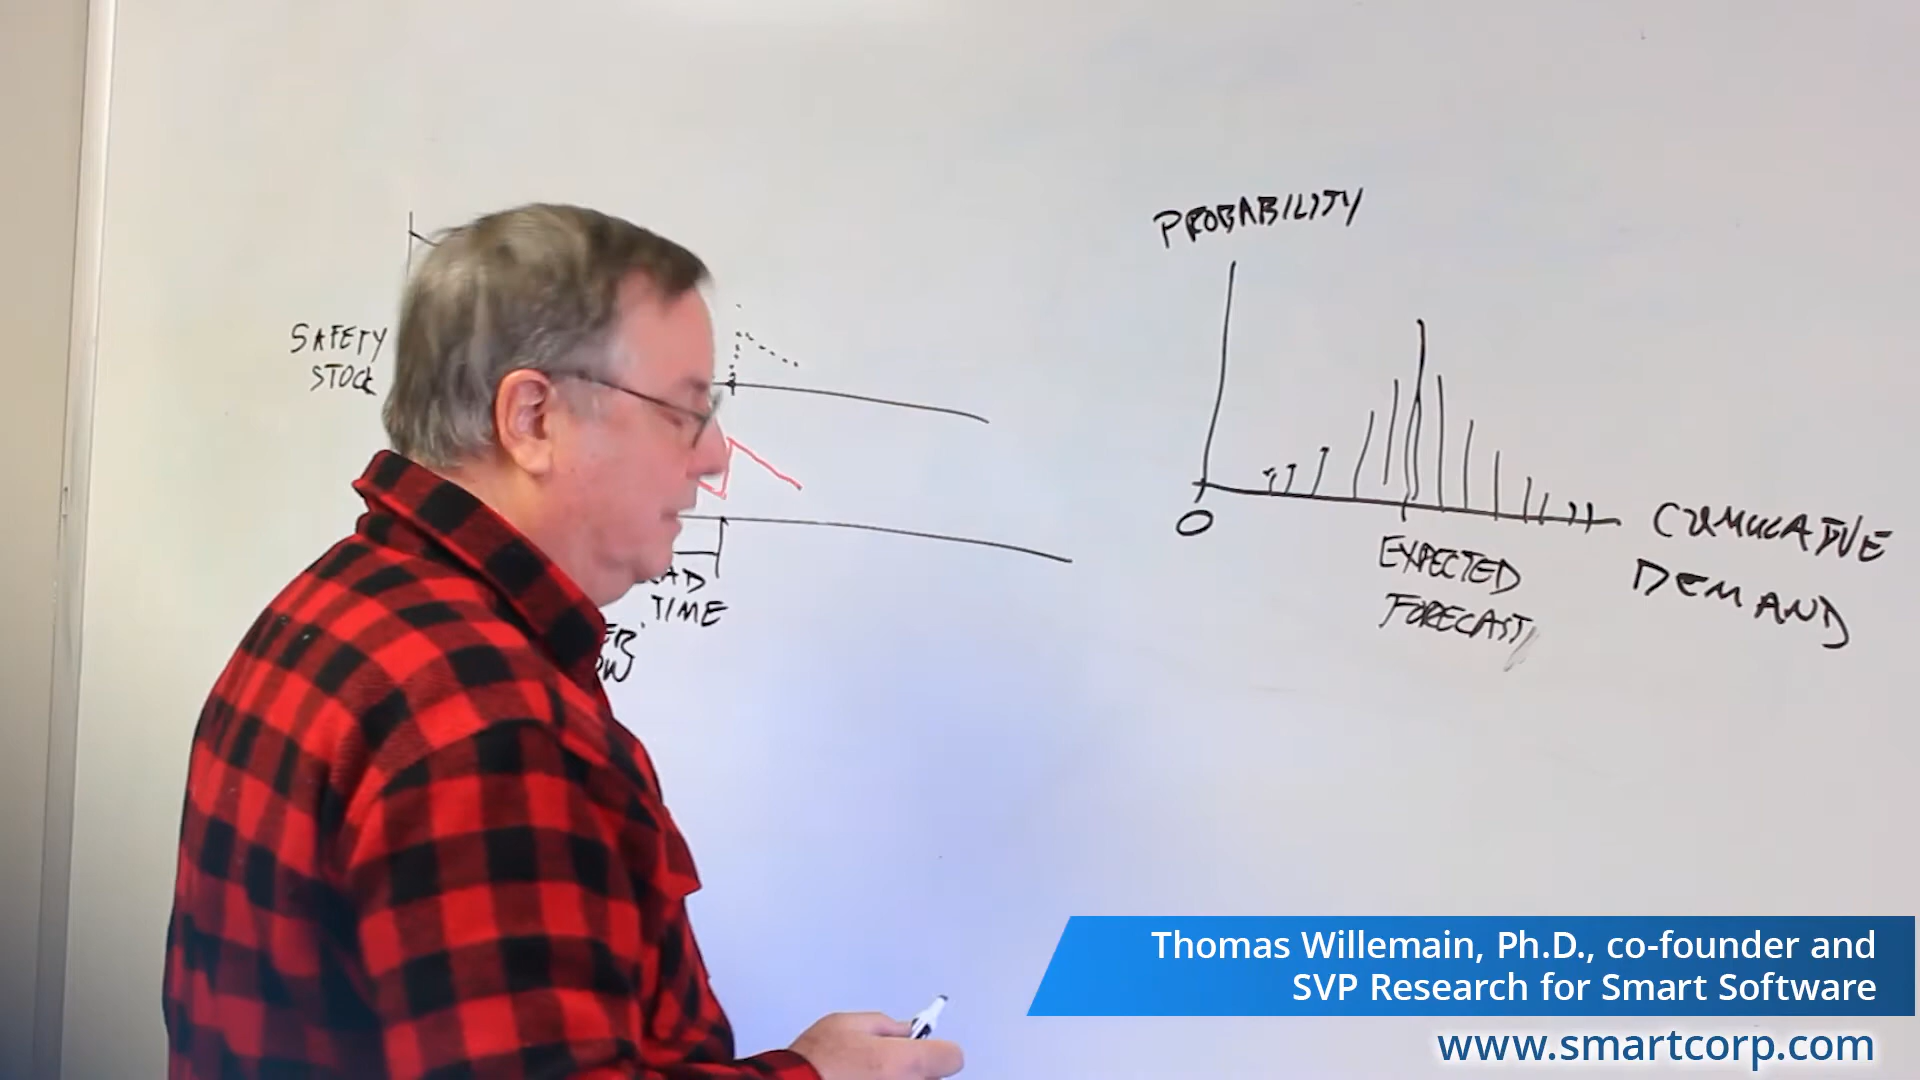 SAFETY
STOCK
TIME
PROBABILITY
O
EXPECTED
FORECAST
CUMULATIVE
DEMAND
Thomas Willemain, Ph.D., co-founder and
SVP Research for Smart Software
www.smartcorp.com